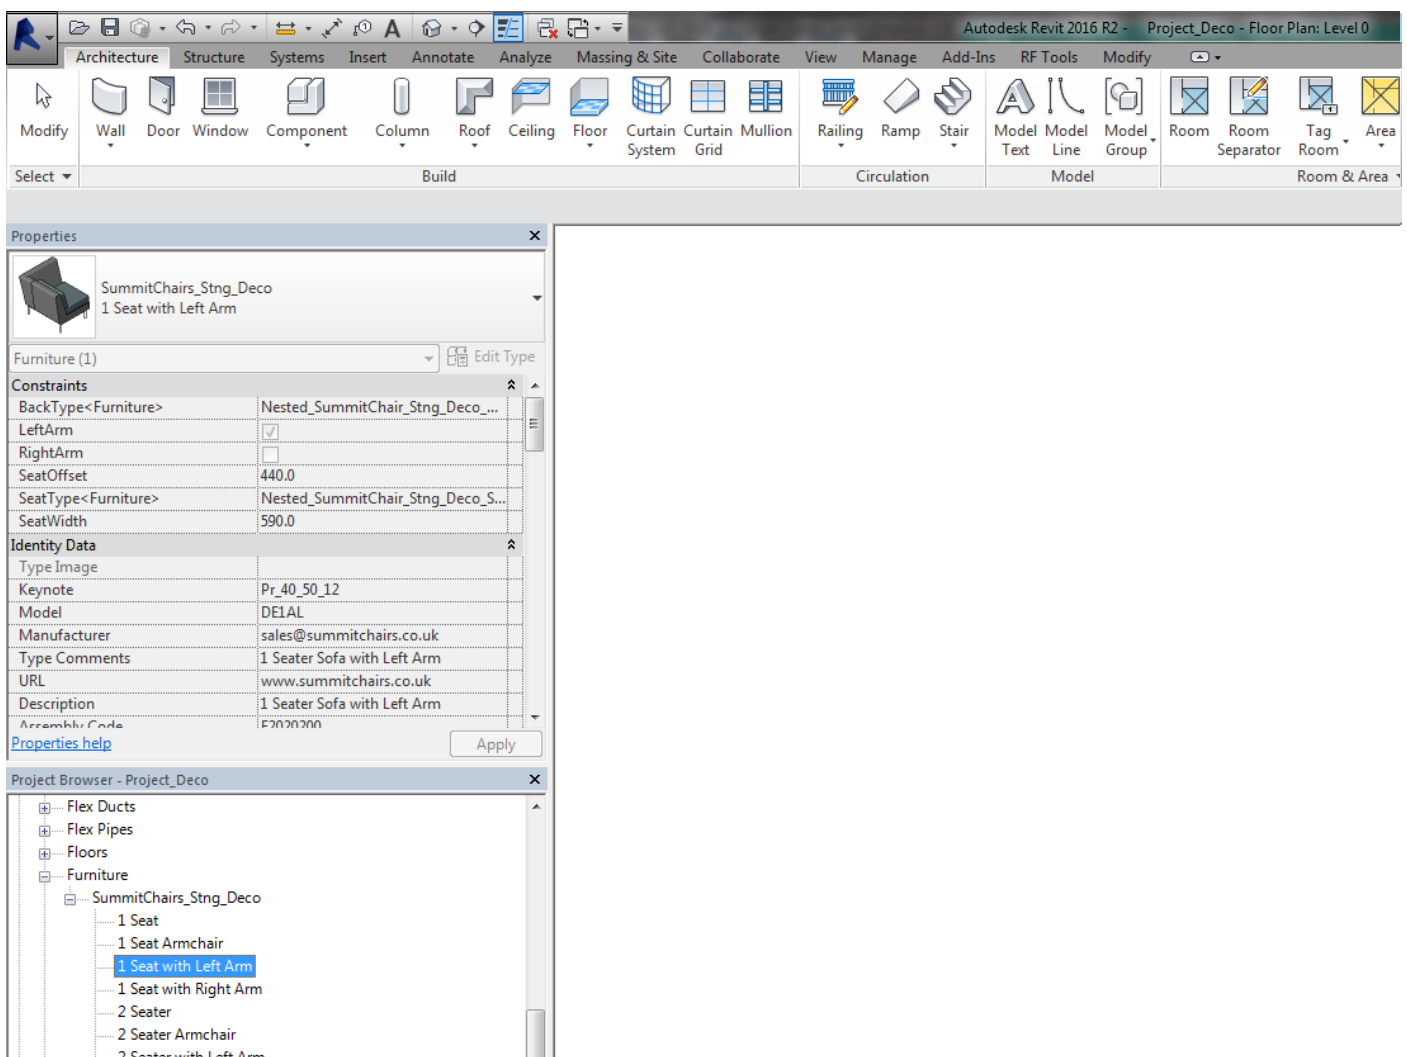 Autodesk Revit 2016 R2 - Project_Deco - Floor Plan: Level 0
Architecture Structure Systems Insert Annotate Analyze Massing & Site Collaborate View Manage Add-Ins RF Tools Modify
Modify Wall Door Window Component Column Roof Ceiling Floor Curtain System Curtain Grid Mullion Railing Ramp Stair Model Text Model Line Model Group Room Room Separator Tag Room Area
Select Build Circulation Model Room & Area
Properties
SummitChairs_Stng_Deco
1 Seat with Left Arm
Furniture (1) Edit Type
Constraints
BackType<Furniture> Nested_SummitChair_Stng_Deco_...
LeftArm
RightArm
SeatOffset 440.0
SeatType<Furniture> Nested_SummitChair_Stng_Deco_S...
SeatWidth 590.0
Identity Data
Type Image
Keynote Pr_40_50_12
Model DE1AL
Manufacturer sales@summitchairs.co.uk
Type Comments 1 Seater Sofa with Left Arm
URL www.summitchairs.co.uk
Description 1 Seater Sofa with Left Arm
Assembly Code E2020200
Properties help Apply
Project Browser - Project_Deco
Flex Ducts
Flex Pipes
Floors
Furniture
SummitChairs_Stng_Deco
1 Seat
1 Seat Armchair
1 Seat with Left Arm
1 Seat with Right Arm
2 Seater
2 Seater Armchair
2 Seater with Left Arm